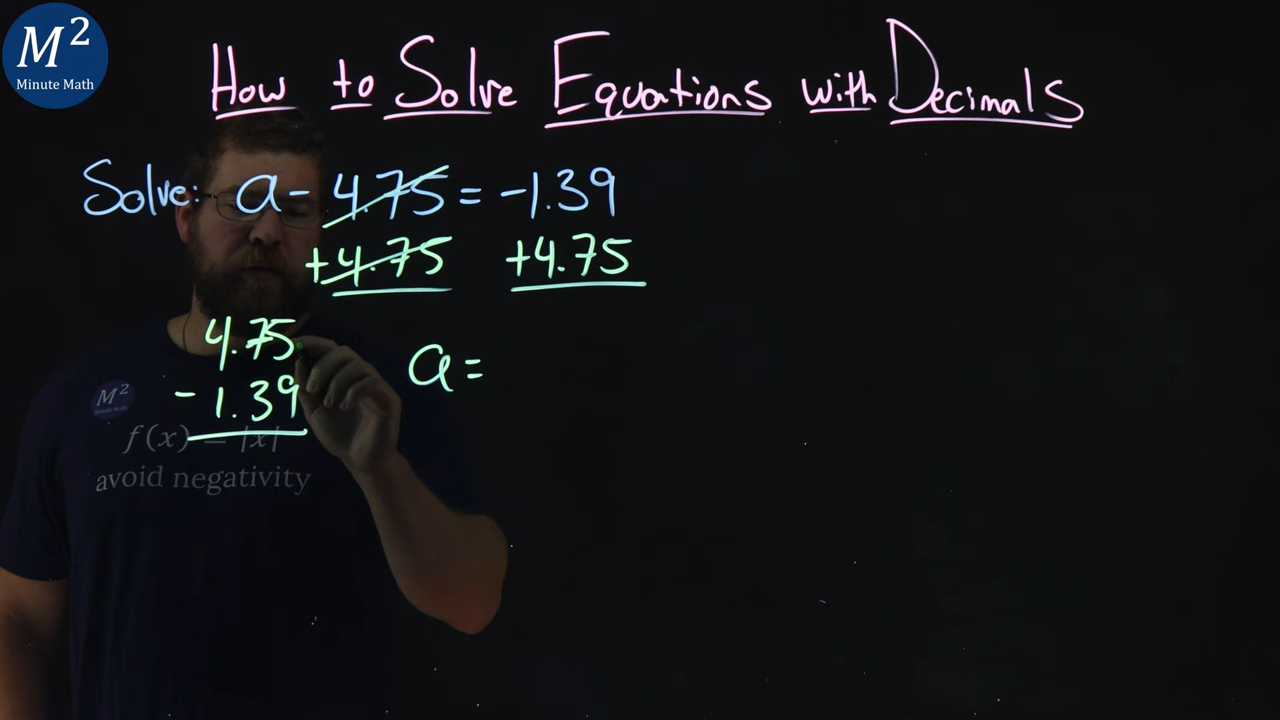 M²
Minute Math
How to Solve Equations with Decimals
Solve: a - 4.75 = -1.39
+4.75 +4.75
4.75
- 1.39
a =
M²
Minute Math
f(x) = |x|
avoid negativity